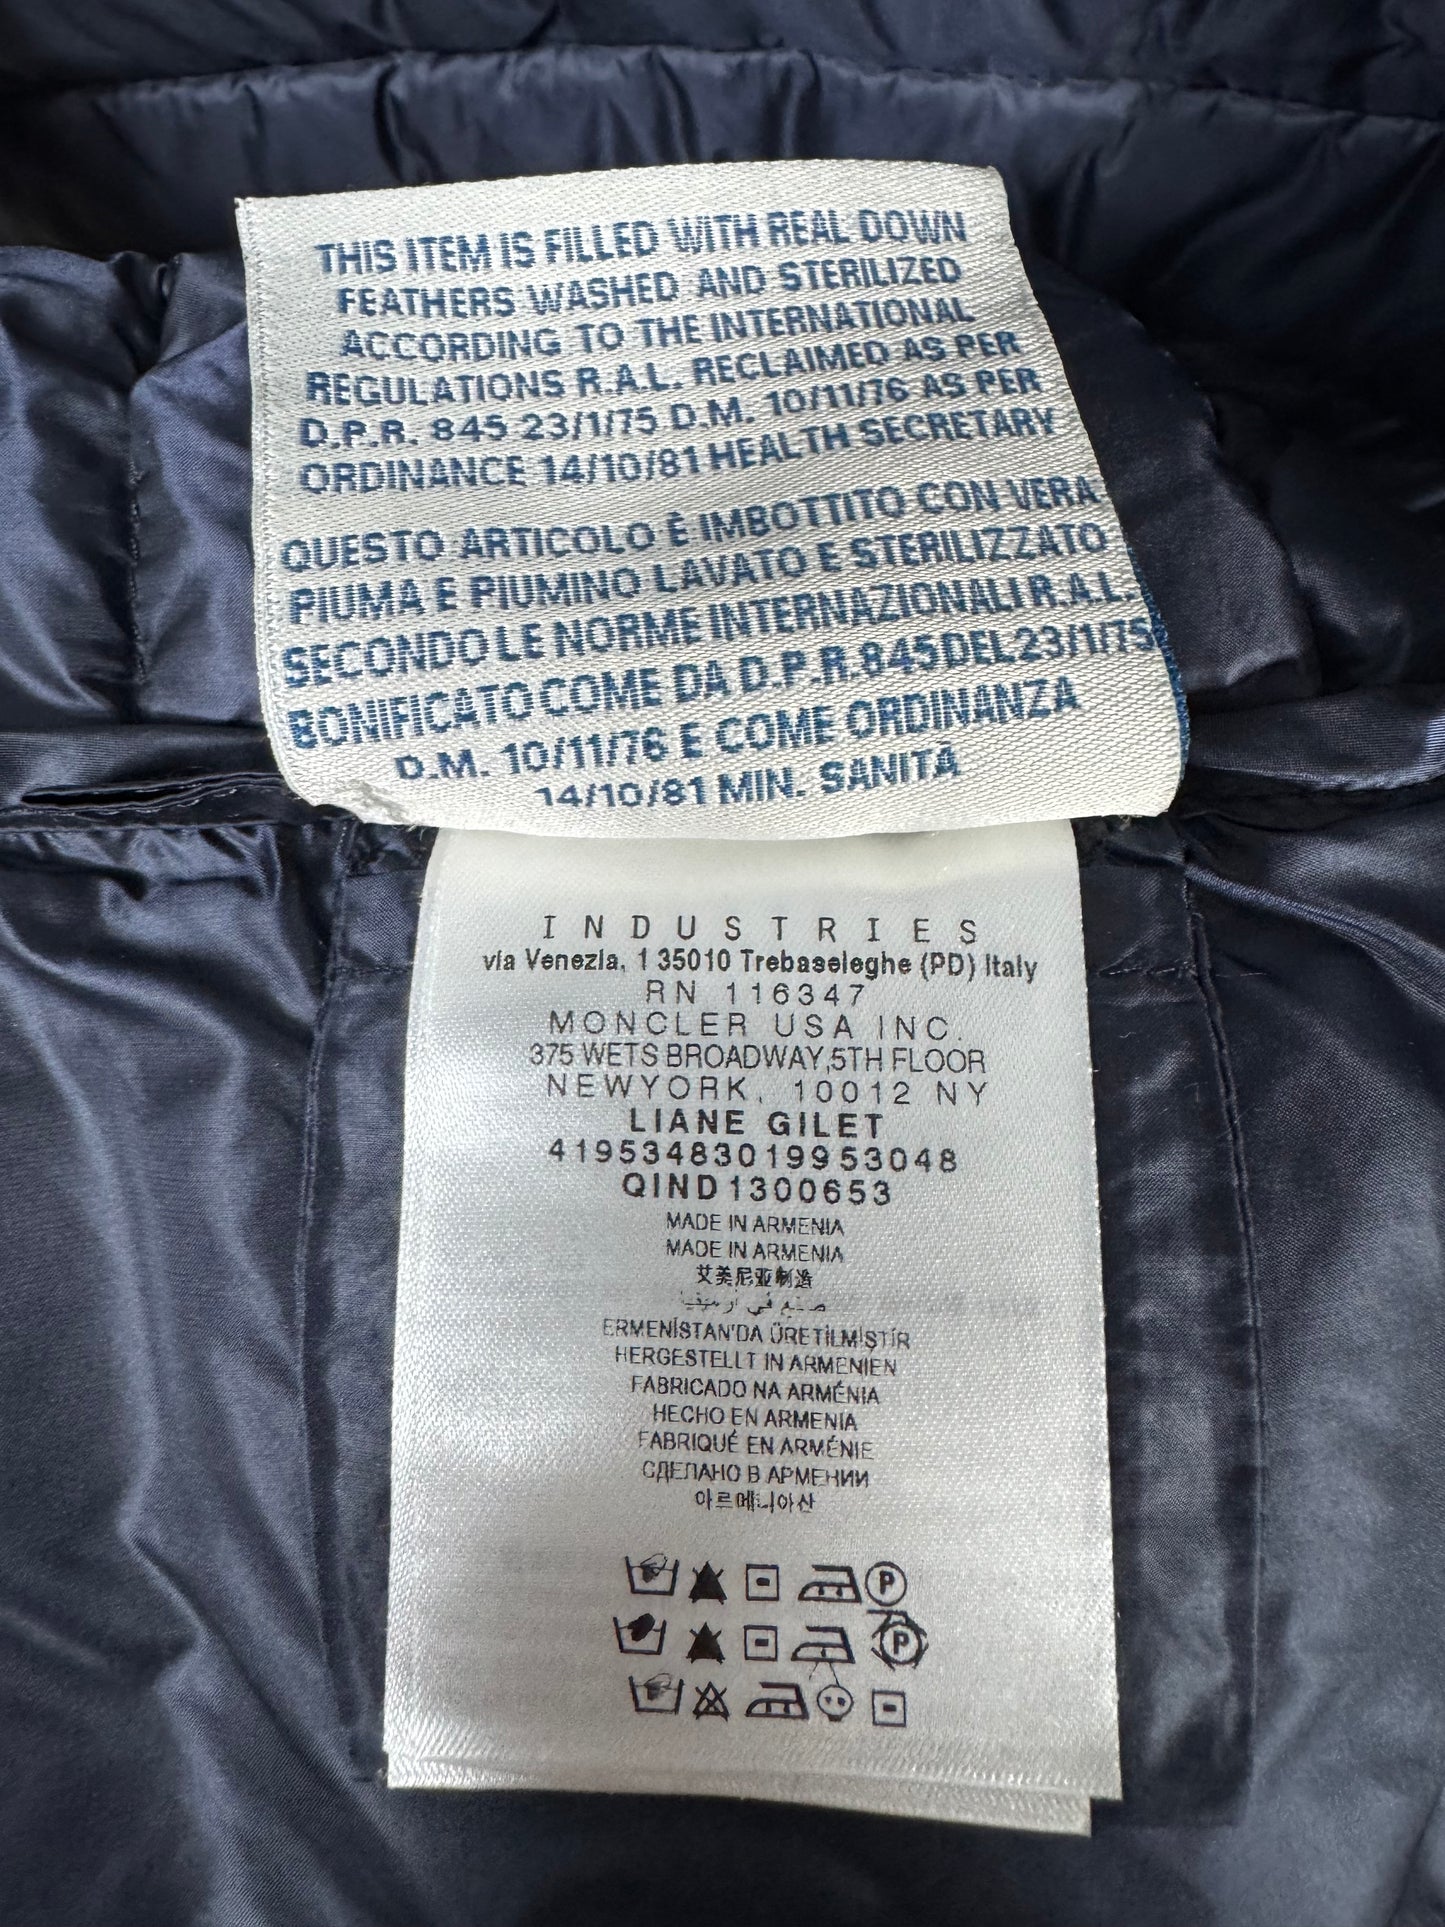 THIS ITEM IS FILLED WITH REAL DOWN
FEATHERS WASHED AND STERILIZED
ACCORDING TO THE INTERNATIONAL
REGULATIONS R.A.L. RECLAIMED AS PER
D.P.R. 845 23/1/75 D.M. 10/11/76 AS PER
ORDINANCE 14/10/81 HEALTH SECRETARY
QUESTO ARTICOLO È IMBOTTITO CON VERA
PIUMA E PIUMINO LAVATO E STERILIZZATO
SECONDO LE NORME INTERNAZIONALI R.A.L.
BONIFICATO COME DA D.P.R. 845 DEL 23/1/75
D.M. 10/11/76 E COME ORDINANZA
14/10/81 MIN. SANITÀ
INDUSTRIES
via Venezia, 1 35010 Trebaseleghe (PD) Italy
RN 116347
MONCLER USA INC.
375 WETS BROADWAY,5TH FLOOR
NEWYORK, 10012 NY
LIANE GILET
41953483019953048
QIND1300653
MADE IN ARMENIA
MADE IN ARMENIA
艾美尼亚制造
صنع في أرمينيا
ERMENİSTAN'DA ÜRETİLMİŞTİR
HERGESTELLT IN ARMENIEN
FABRICADO NA ARMÉNIA
HECHO EN ARMENIA
FABRIQUÉ EN ARMÉNIE
СДЕЛАНО В АРМЕНИИ
아르메니아산
P
P